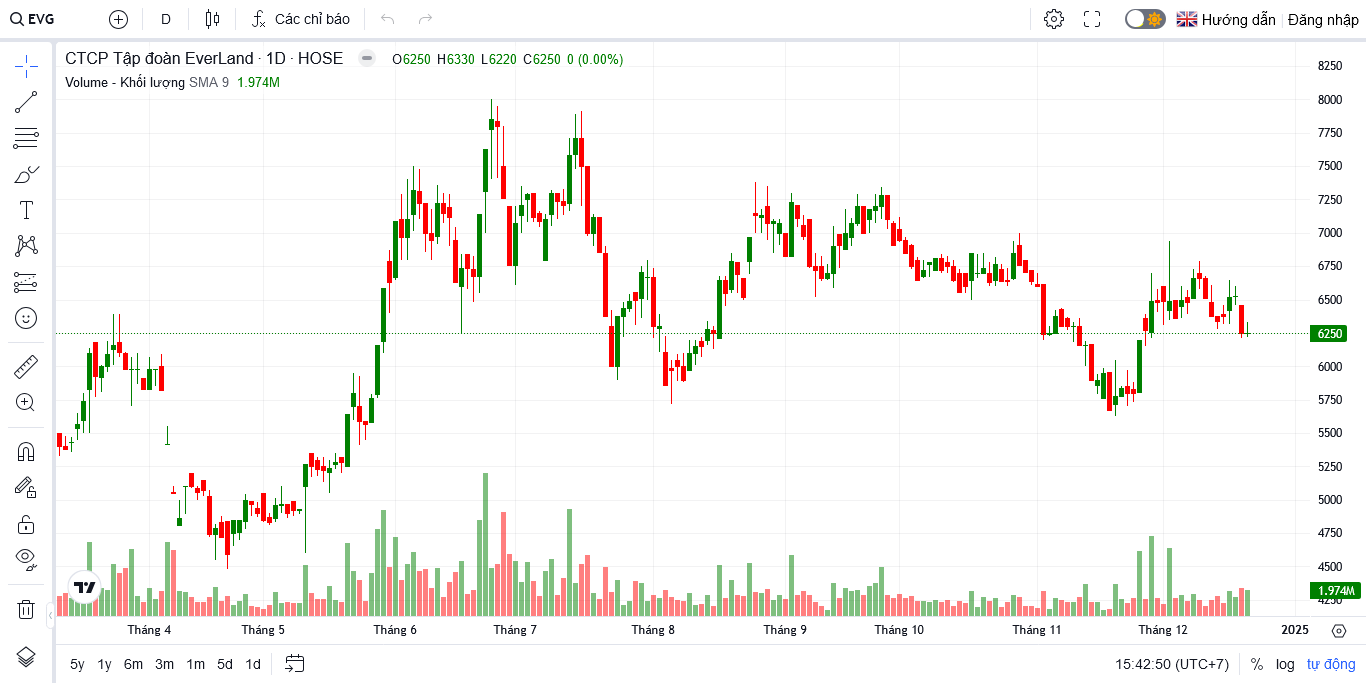 EVG D Các chỉ báo Hướng dẫn Đăng nhập
CTCP Tập đoàn EverLand · 1D · HOSE O6250 H6330 L6220 C6250 0 (0.00%)
Volume - Khối lượng SMA 9 1.974M
8250
8000
7750
7500
7250
7000
6750
6500
6250
6000
5750
5500
5250
5000
4750
4500
1.974M
4250
Tháng 4 Tháng 5 Tháng 6 Tháng 7 Tháng 8 Tháng 9 Tháng 10 Tháng 11 Tháng 12 2025
5y 1y 6m 3m 1m 5d 1d 15:42:50 (UTC+7) % log tự động